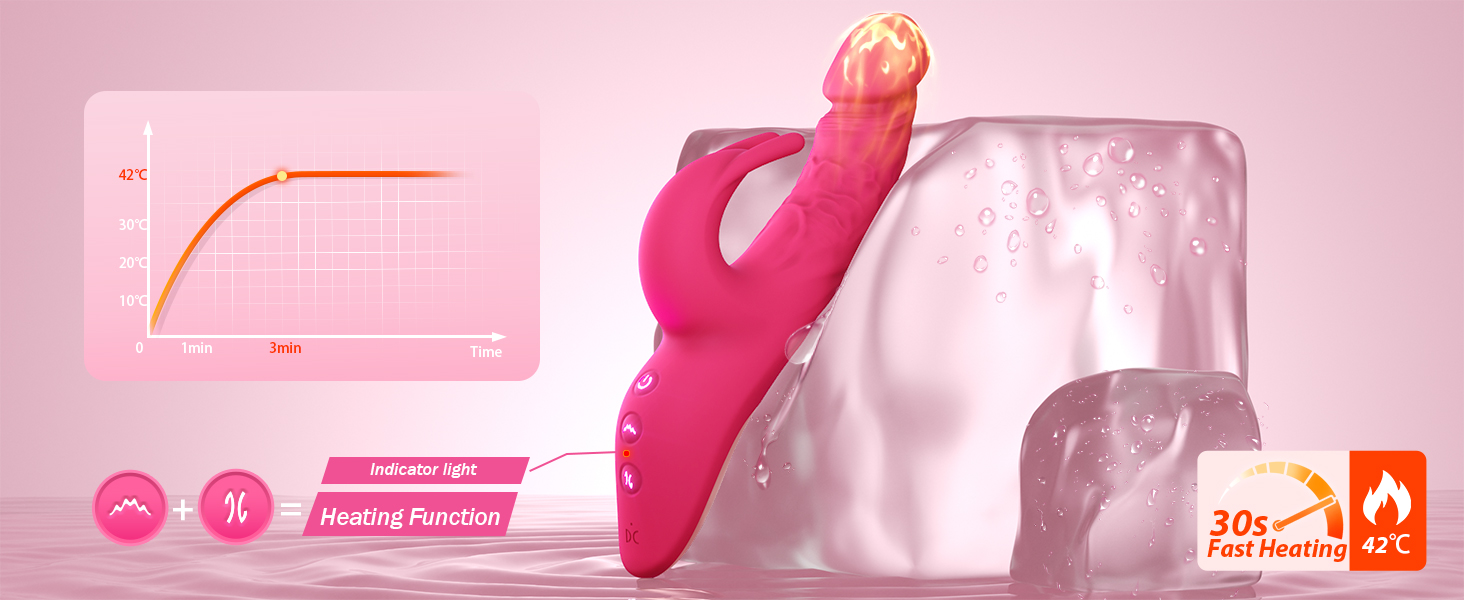 42℃
30℃
20℃
10℃
0
1min
3min
Time
Indicator light
Heating Function
+
=
DC
30s
Fast Heating
42℃